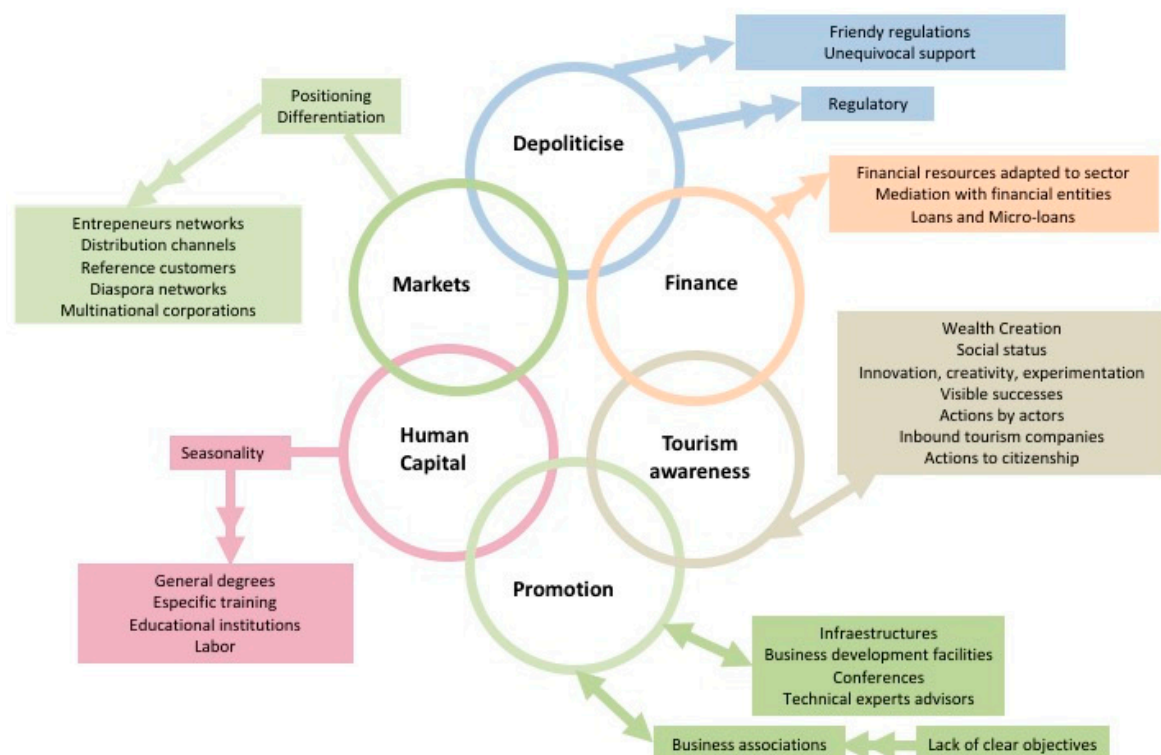 Friendy regulations
Unequivocal support
Positioning
Differentiation
Regulatory
Depoliticise
Financial resources adapted to sector
Mediation with financial entities
Loans and Micro-loans
Entrepeneurs networks
Distribution channels
Reference customers
Diaspora networks
Multinational corporations
Markets
Finance
Wealth Creation
Social status
Innovation, creativity, experimentation
Visible successes
Actions by actors
Inbound tourism companies
Actions to citizenship
Human
Capital
Tourism
awareness
Seasonality
General degrees
Especific training
Educational institutions
Labor
Promotion
Infraestructures
Business development facilities
Conferences
Technical experts advisors
Business associations
Lack of clear objectives